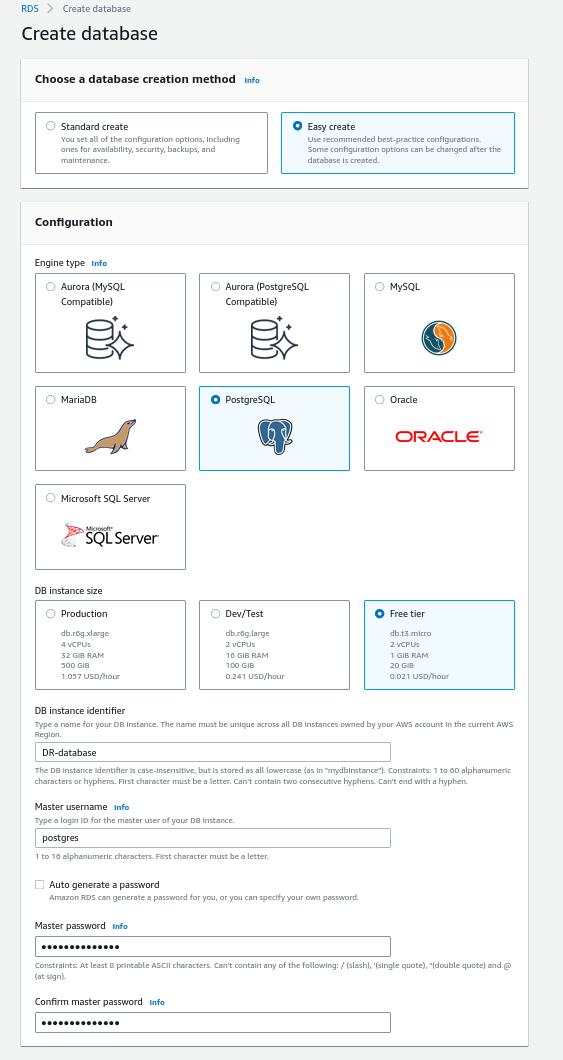 RDS > Create database
Create database
Choose a database creation method Info
Standard create
You set all of the configuration options, including
ones for availability, security, backups, and
maintenance.
Easy create
Use recommended best-practice configurations.
Some configuration options can be changed after the
database is created.
Configuration
Engine type Info
Aurora (MySQL
Compatible)
Aurora (PostgreSQL
Compatible)
MySQL
MariaDB
PostgreSQL
Oracle
ORACLE®
Microsoft SQL Server
Microsoft®
SQL Server
DB instance size
Production
db.r6g.xlarge
4 vCPUs
32 GiB RAM
500 GiB
1.057 USD/hour
Dev/Test
db.r6g.large
2 vCPUs
16 GiB RAM
100 GiB
0.241 USD/hour
Free tier
db.t3.micro
2 vCPUs
1 GiB RAM
20 GiB
0.021 USD/hour
DB instance identifier
Type a name for your DB instance. The name must be unique across all DB instances owned by your AWS account in the current AWS
Region.
DR-database
The DB instance identifier is case-insensitive, but is stored as all lowercase (as in "mydbinstance"). Constraints: 1 to 60 alphanumeric
characters or hyphens. First character must be a letter. Can't contain two consecutive hyphens. Can't end with a hyphen.
Master username Info
Type a login ID for the master user of your DB instance.
postgres
1 to 16 alphanumeric characters. First character must be a letter.
Auto generate a password
Amazon RDS can generate a password for you, or you can specify your own password.
Master password Info
••••••••••••••
Constraints: At least 8 printable ASCII characters. Can't contain any of the following: / (slash), '(single quote), "(double quote) and @
(at sign).
Confirm master password Info
••••••••••••••